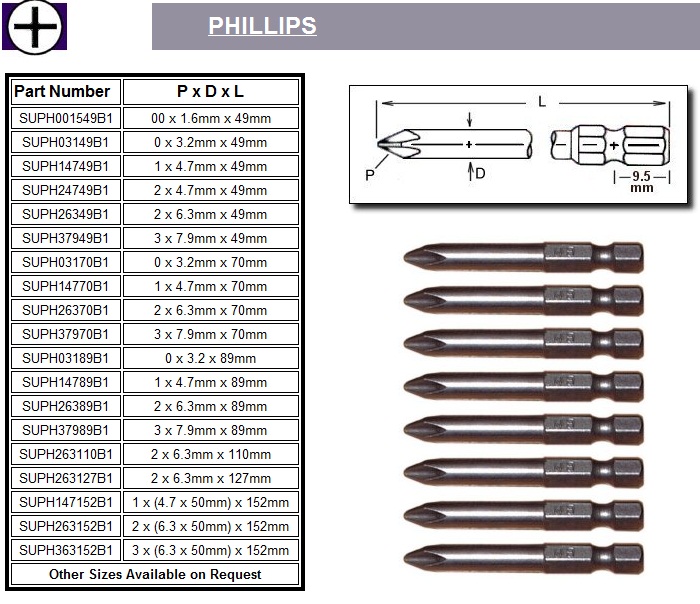 PHILLIPS
Part Number P x D x L
SUPH001549B1 00 x 1.6mm x 49mm
SUPH03149B1 0 x 3.2mm x 49mm
SUPH14749B1 1 x 4.7mm x 49mm
SUPH24749B1 2 x 4.7mm x 49mm
SUPH26349B1 2 x 6.3mm x 49mm
SUPH37949B1 3 x 7.9mm x 49mm
SUPH03170B1 0 x 3.2mm x 70mm
SUPH14770B1 1 x 4.7mm x 70mm
SUPH26370B1 2 x 6.3mm x 70mm
SUPH37970B1 3 x 7.9mm x 70mm
SUPH03189B1 0 x 3.2 x 89mm
SUPH14789B1 1 x 4.7mm x 89mm
SUPH26389B1 2 x 6.3mm x 89mm
SUPH37989B1 3 x 7.9mm x 89mm
SUPH263110B1 2 x 6.3mm x 110mm
SUPH263127B1 2 x 6.3mm x 127mm
SUPH147152B1 1 x (4.7 x 50mm) x 152mm
SUPH263152B1 2 x (6.3 x 50mm) x 152mm
SUPH363152B1 3 x (6.3 x 50mm) x 152mm
Other Sizes Available on Request
L
P
D
9.5
mm